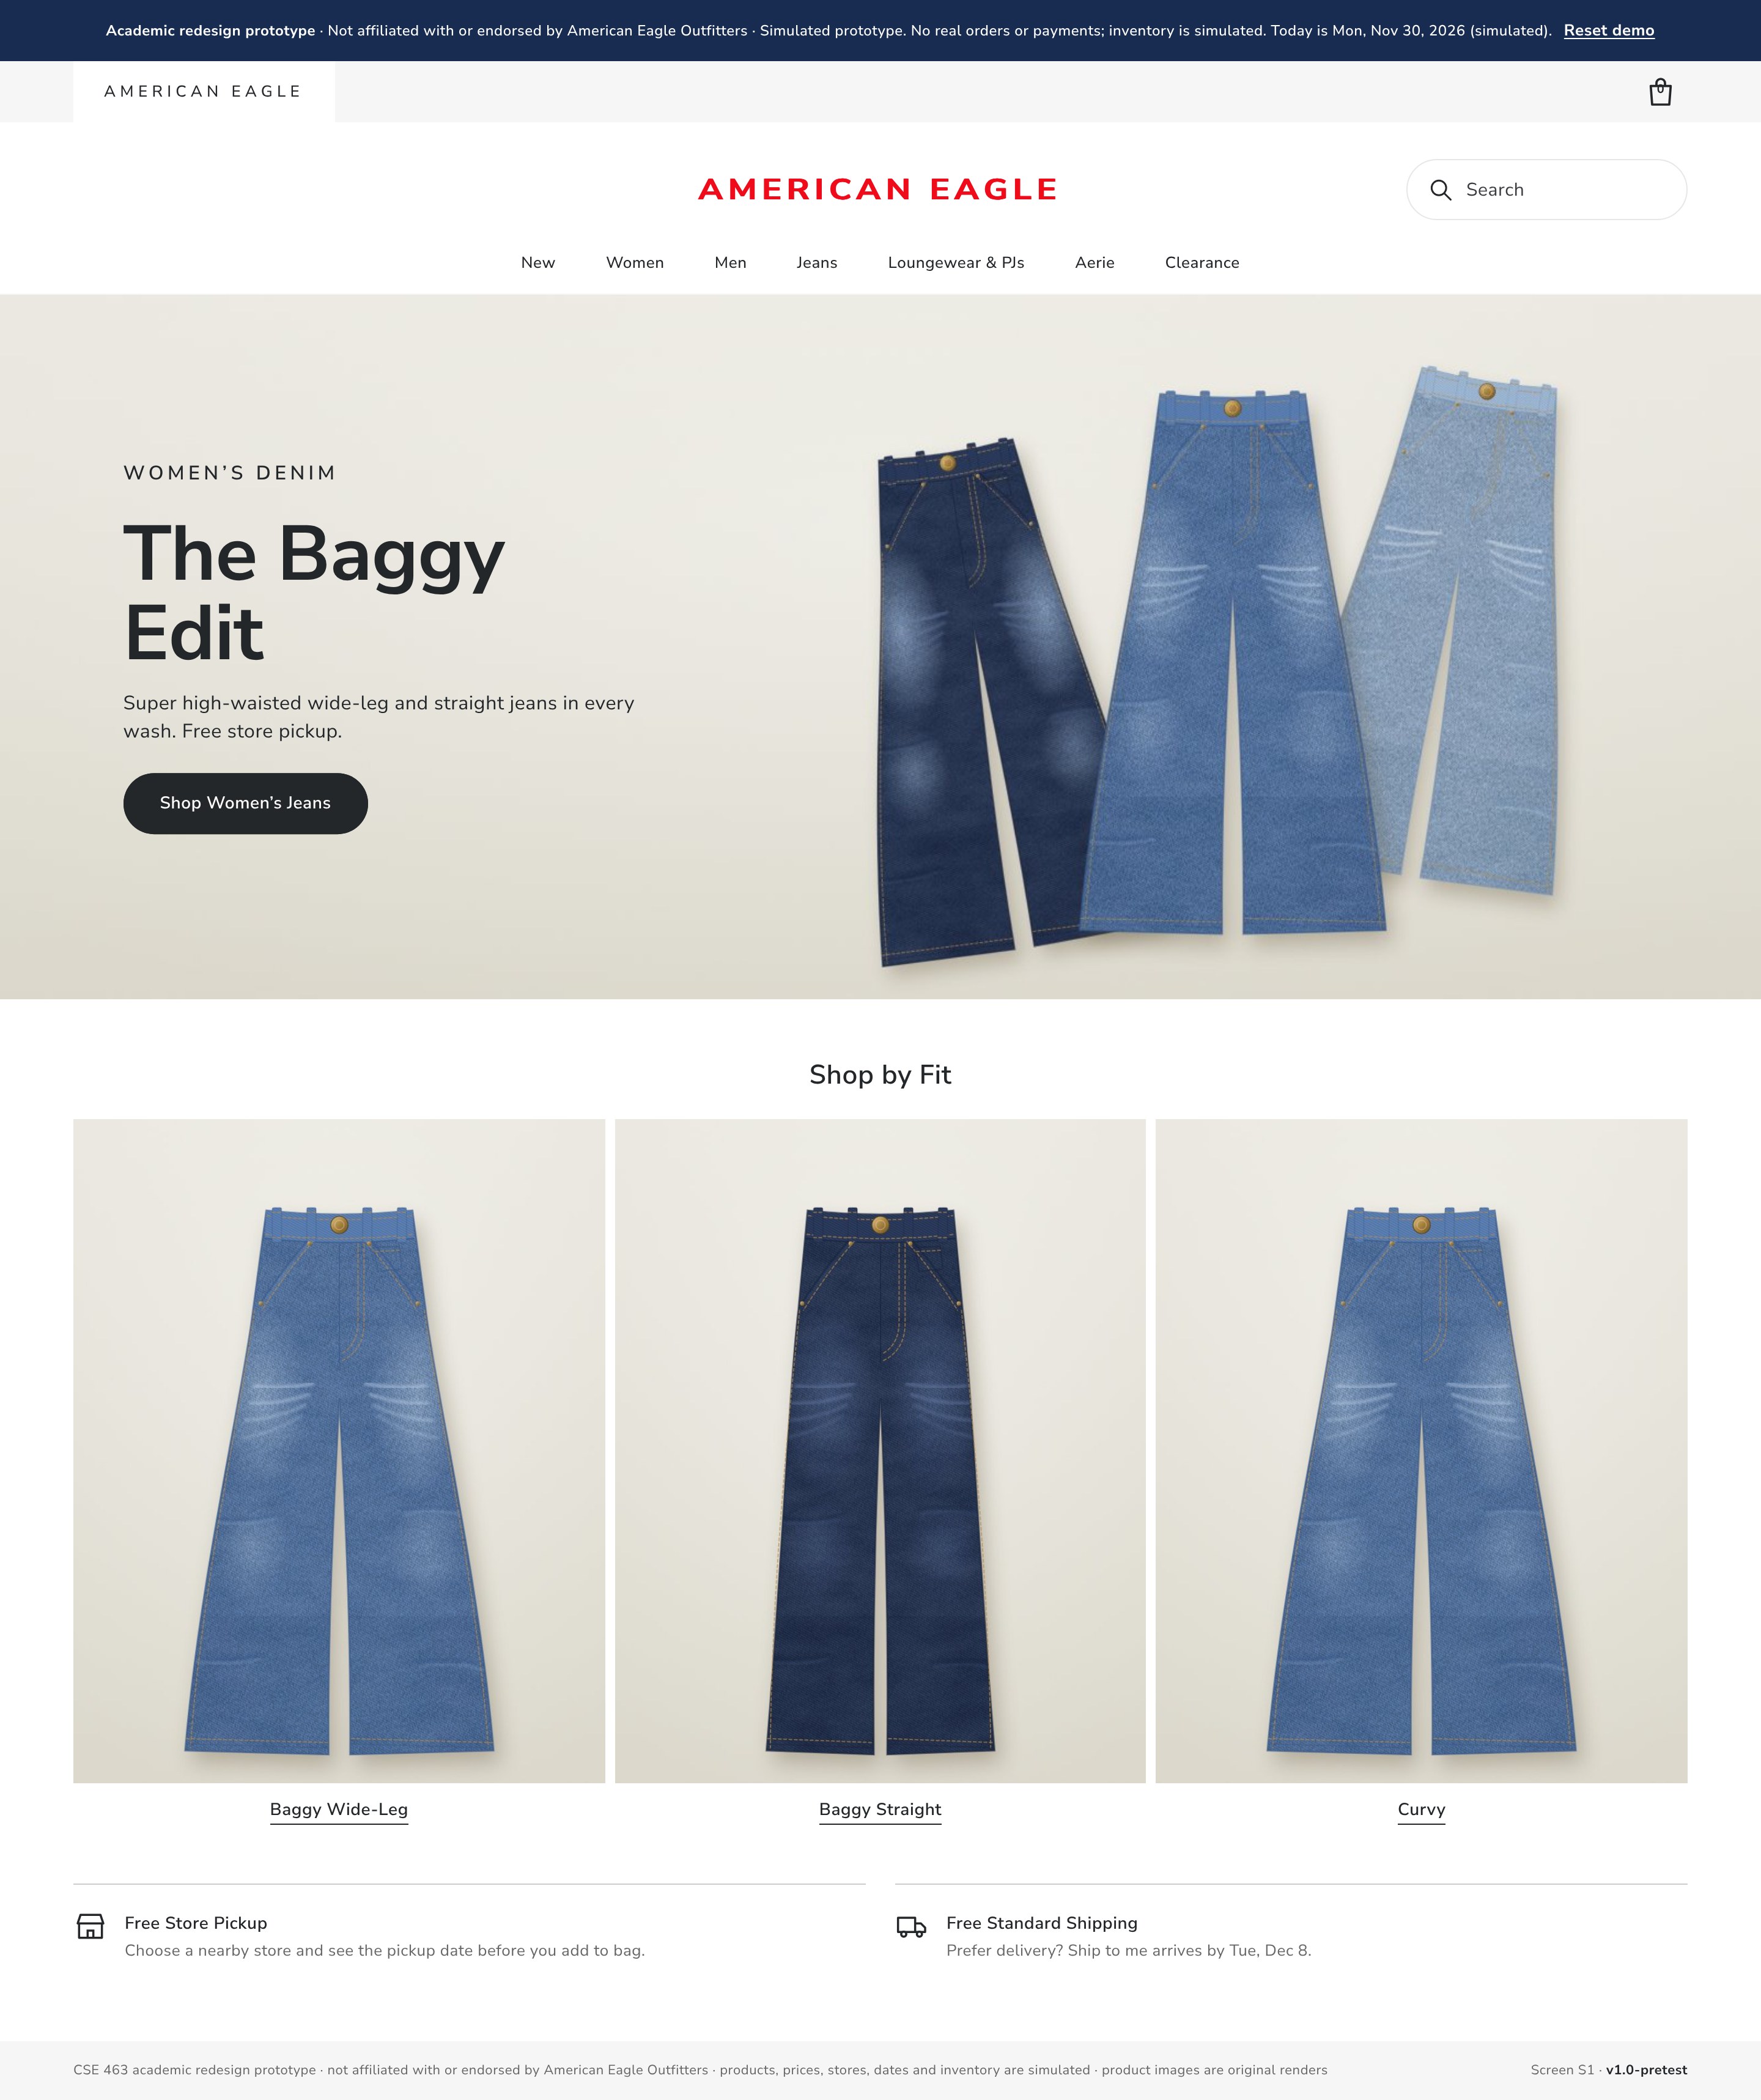 Academic redesign prototype · Not affiliated with or endorsed by American Eagle Outfitters · Simulated prototype. No real orders or payments; inventory is simulated. Today is Mon, Nov 30, 2026 (simulated). Reset demo
AMERICAN EAGLE
0
AMERICAN EAGLE
Search
New Women Men Jeans Loungewear & PJs Aerie Clearance
WOMEN’S DENIM
The Baggy
Edit
Super high-waisted wide-leg and straight jeans in every
wash. Free store pickup.
Shop Women’s Jeans
Shop by Fit
Baggy Wide-Leg
Baggy Straight
Curvy
Free Store Pickup
Choose a nearby store and see the pickup date before you add to bag.
Free Standard Shipping
Prefer delivery? Ship to me arrives by Tue, Dec 8.
CSE 463 academic redesign prototype · not affiliated with or endorsed by American Eagle Outfitters · products, prices, stores, dates and inventory are simulated · product images are original renders
Screen S1 · v1.0-pretest